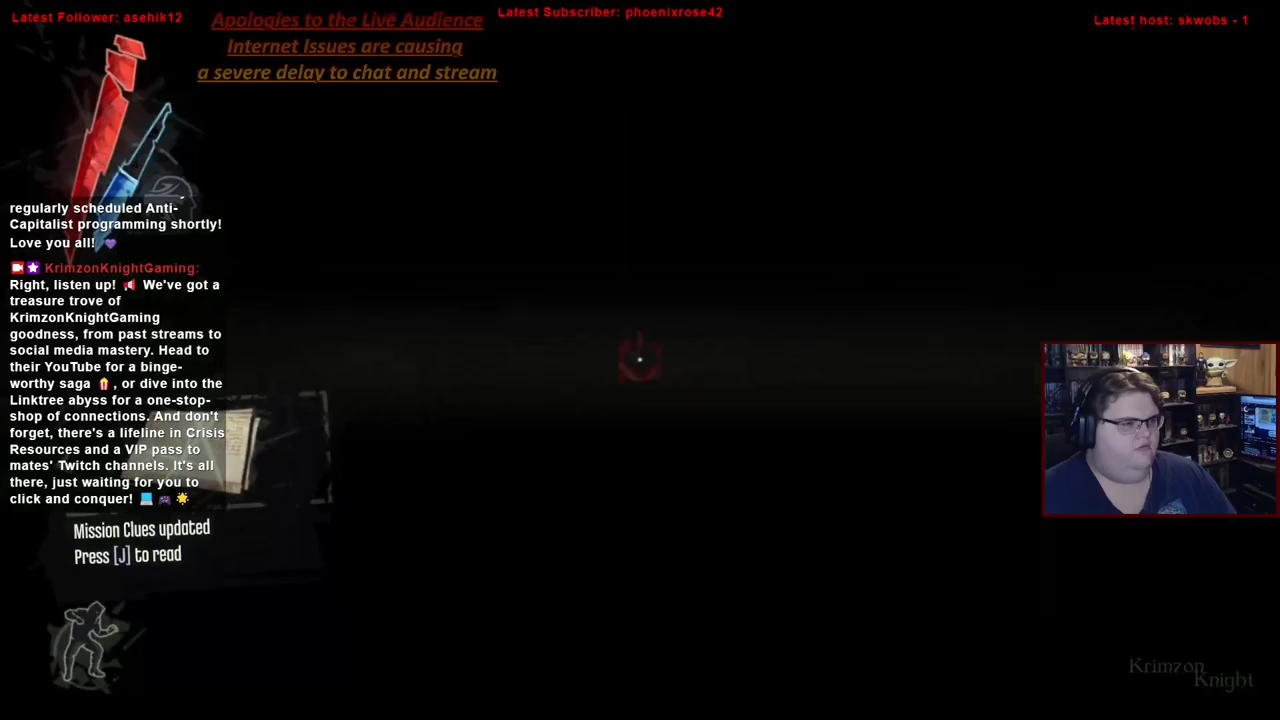 Latest Follower: asehik12
Latest Subscriber: phoenixrose42
Latest host: skwobs - 1
Apologies to the Live Audience
Internet Issues are causing
a severe delay to chat and stream
regularly scheduled Anti-
Capitalist programming shortly!
Love you all! 💜
KrimzonKnightGaming:
Right, listen up! 📢 We've got a
treasure trove of
KrimzonKnightGaming
goodness, from past streams to
social media mastery. Head to
their YouTube for a binge-
worthy saga 🍿, or dive into the
Linktree abyss for a one-stop-
shop of connections. And don't
forget, there's a lifeline in Crisis
Resources and a VIP pass to
mates' Twitch channels. It's all
there, just waiting for you to
click and conquer! 💻 🎮 🌟
Mission Clues updated
Press [J] to read
Krimzon
Knight